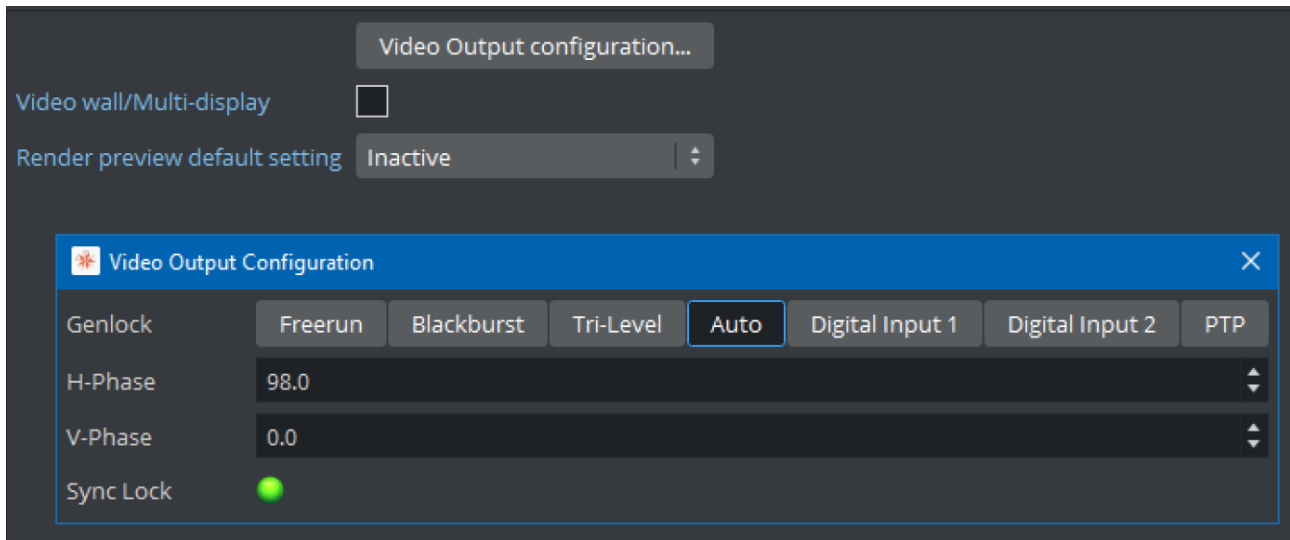 Video Output configuration...
Video wall/Multi-display
Render preview default setting Inactive
Video Output Configuration
Genlock Freerun Blackburst Tri-Level Auto Digital Input 1 Digital Input 2 PTP
H-Phase 98.0
V-Phase 0.0
Sync Lock